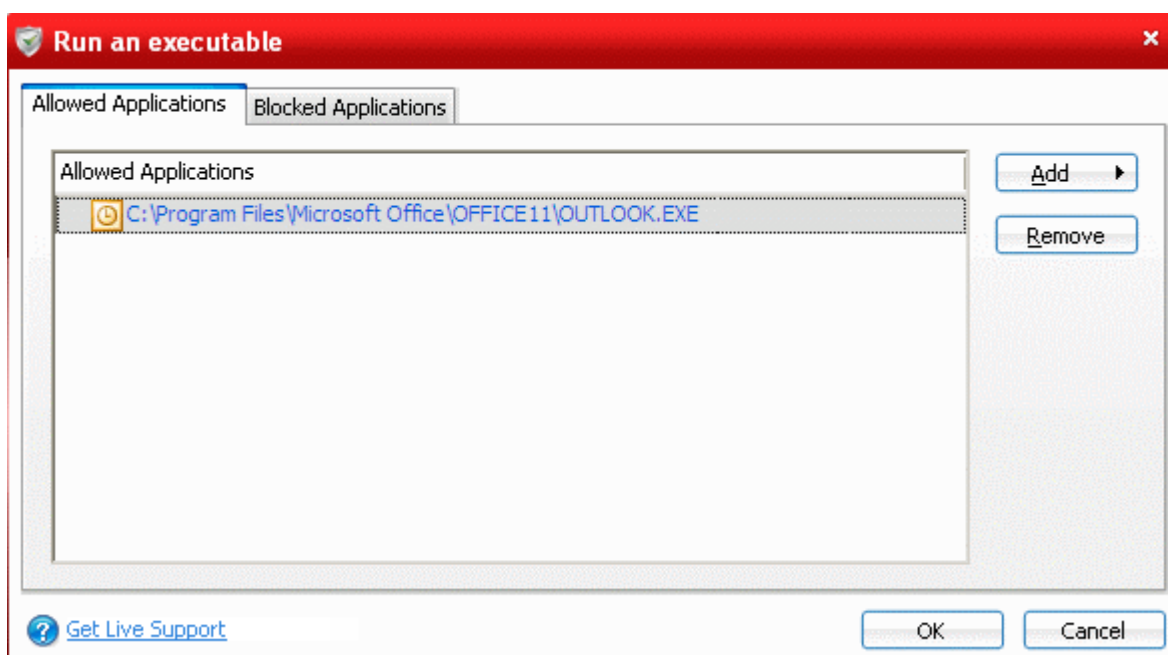 Run an executable
Allowed Applications
Blocked Applications
Allowed Applications
Add
C:\Program Files\Microsoft Office\OFFICE11\OUTLOOK.EXE
Remove
Get Live Support
OK
Cancel